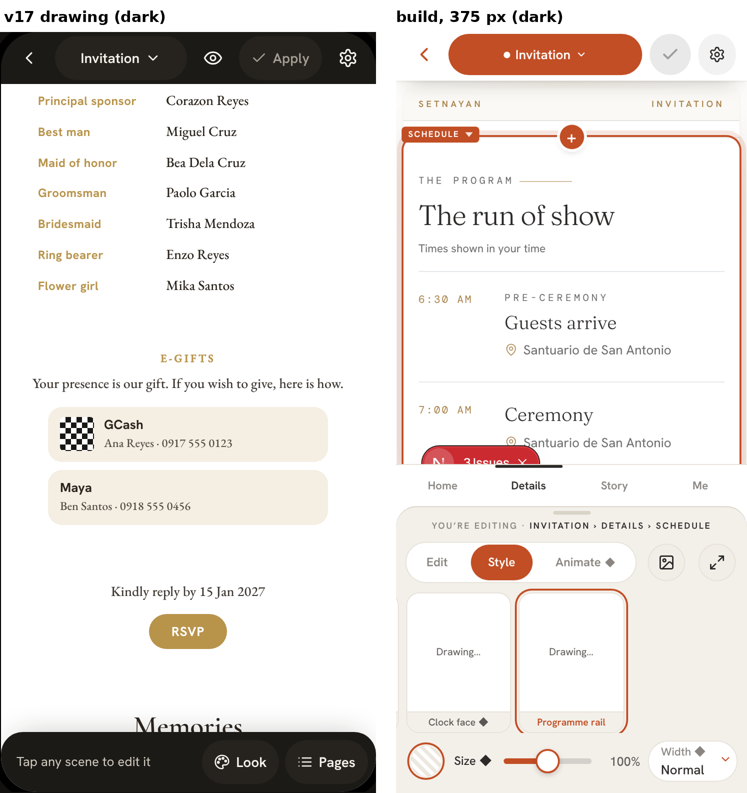 v17 drawing (dark)
Invitation
Apply
Principal sponsor Corazon Reyes
Best man Miguel Cruz
Maid of honor Bea Dela Cruz
Groomsman Paolo Garcia
Bridesmaid Trisha Mendoza
Ring bearer Enzo Reyes
Flower girl Mika Santos
E-GIFTS
Your presence is our gift. If you wish to give, here is how.
GCash
Ana Reyes · 0917 555 0123
Maya
Ben Santos · 0918 555 0456
Kindly reply by 15 Jan 2027
RSVP
Memories
Tap any scene to edit it
Look
Pages
build, 375 px (dark)
Invitation
SETNAYAN INVITATION
SCHEDULE
THE PROGRAM
The run of show
Times shown in your time
6:30 AM PRE-CEREMONY
Guests arrive
Santuario de San Antonio
7:00 AM Ceremony
Santuario de San Antonio
3 Issues
Home Details Story Me
YOU'RE EDITING · INVITATION › DETAILS › SCHEDULE
Edit Style Animate
Drawing… Drawing…
Clock face Programme rail
Size 100% Width
Normal